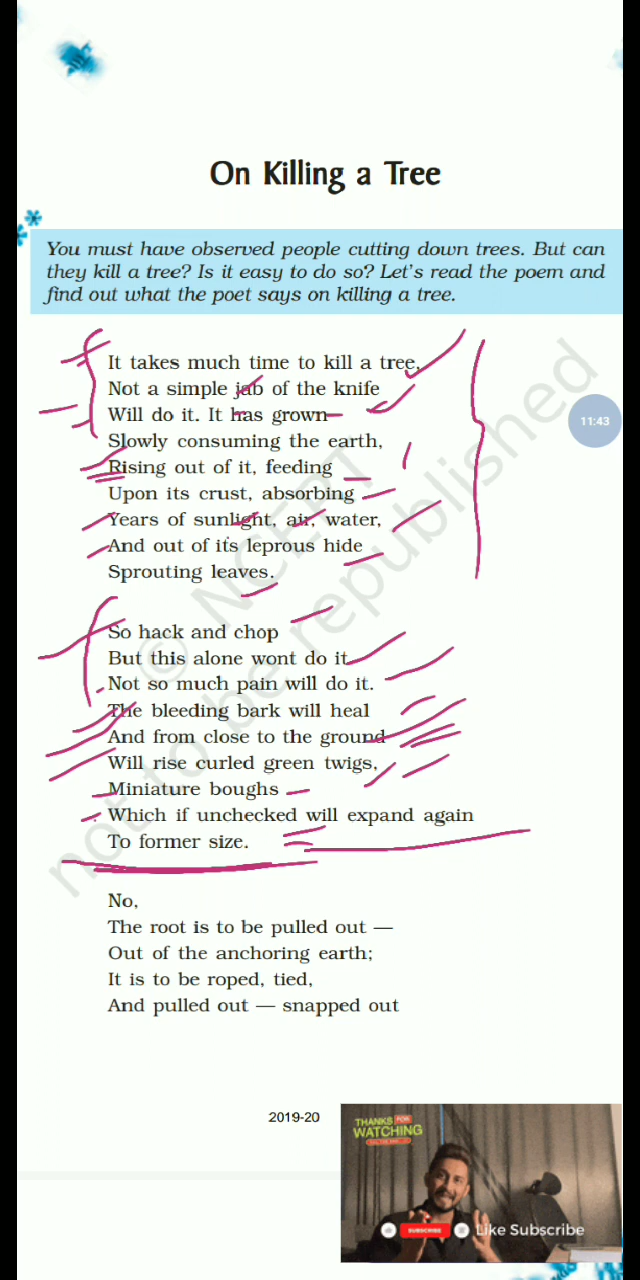 On Killing a Tree
You must have observed people cutting down trees. But can
they kill a tree? Is it easy to do so? Let's read the poem and
find out what the poet says on killing a tree.
It takes much time to kill a tree,
Not a simple jab of the knife
Will do it. It has grown
Slowly consuming the earth,
Rising out of it, feeding
Upon its crust, absorbing
Years of sunlight, air, water,
And out of its leprous hide
Sprouting leaves.
11:43
So hack and chop
But this alone wont do it.
Not so much pain will do it.
The bleeding bark will heal
And from close to the ground
Will rise curled green twigs,
Miniature boughs
Which if unchecked will expand again
To former size.
No,
The root is to be pulled out —
Out of the anchoring earth;
It is to be roped, tied,
And pulled out — snapped out
© NCERT
not to be republished
2019-20
THANKS FOR
WATCHING
SUBSCRIBE
Like Subscribe